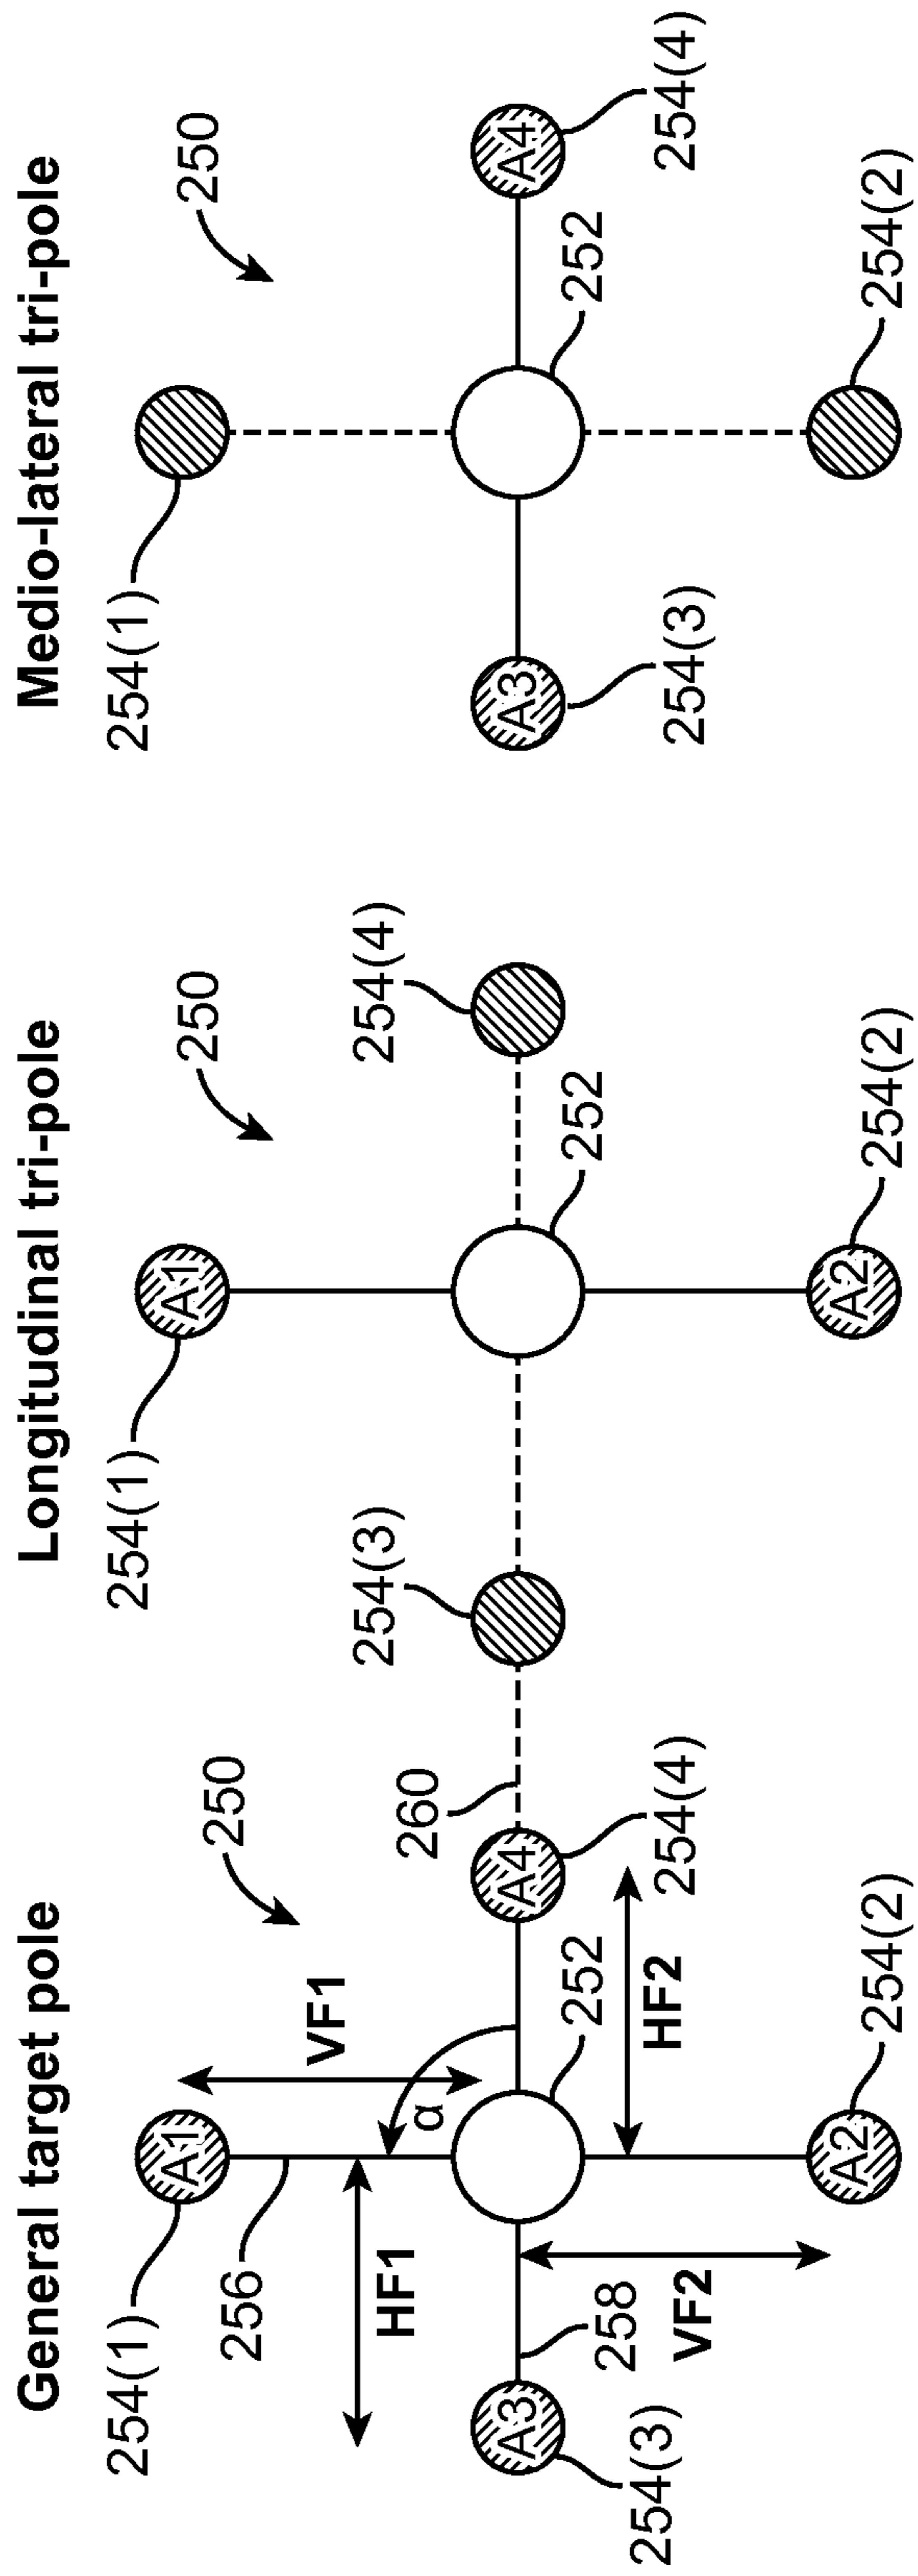 General target pole
254(1)
250
A1
VF1
256
HF1
α
260
A3
A4
252
258
HF2
254(3)
254(4)
VF2
A2
254(2)
Longitudinal tri-pole
254(1)
250
A1
254(3)
254(4)
252
A2
254(2)
Medio-lateral tri-pole
254(1)
250
A3
A4
252
254(3)
254(4)
254(2)